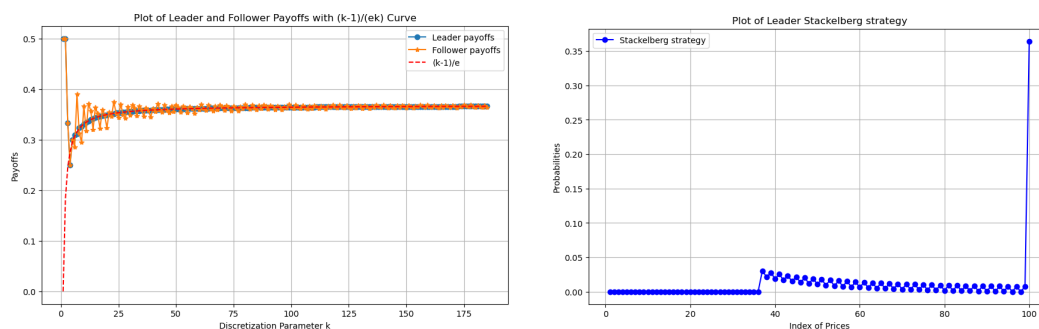 Plot of Leader and Follower Payoffs with (k-1)/(ek) Curve
Leader payoffs
Follower payoffs
(k-1)/e
0.5
0.4
0.3
0.2
0.1
0.0
Payoffs
0
25
50
75
100
125
150
175
Discretization Parameter k
Plot of Leader Stackelberg strategy
Stackelberg strategy
0.35
0.30
0.25
0.20
0.15
0.10
0.05
0.00
Probabilities
0
20
40
60
80
100
Index of Prices